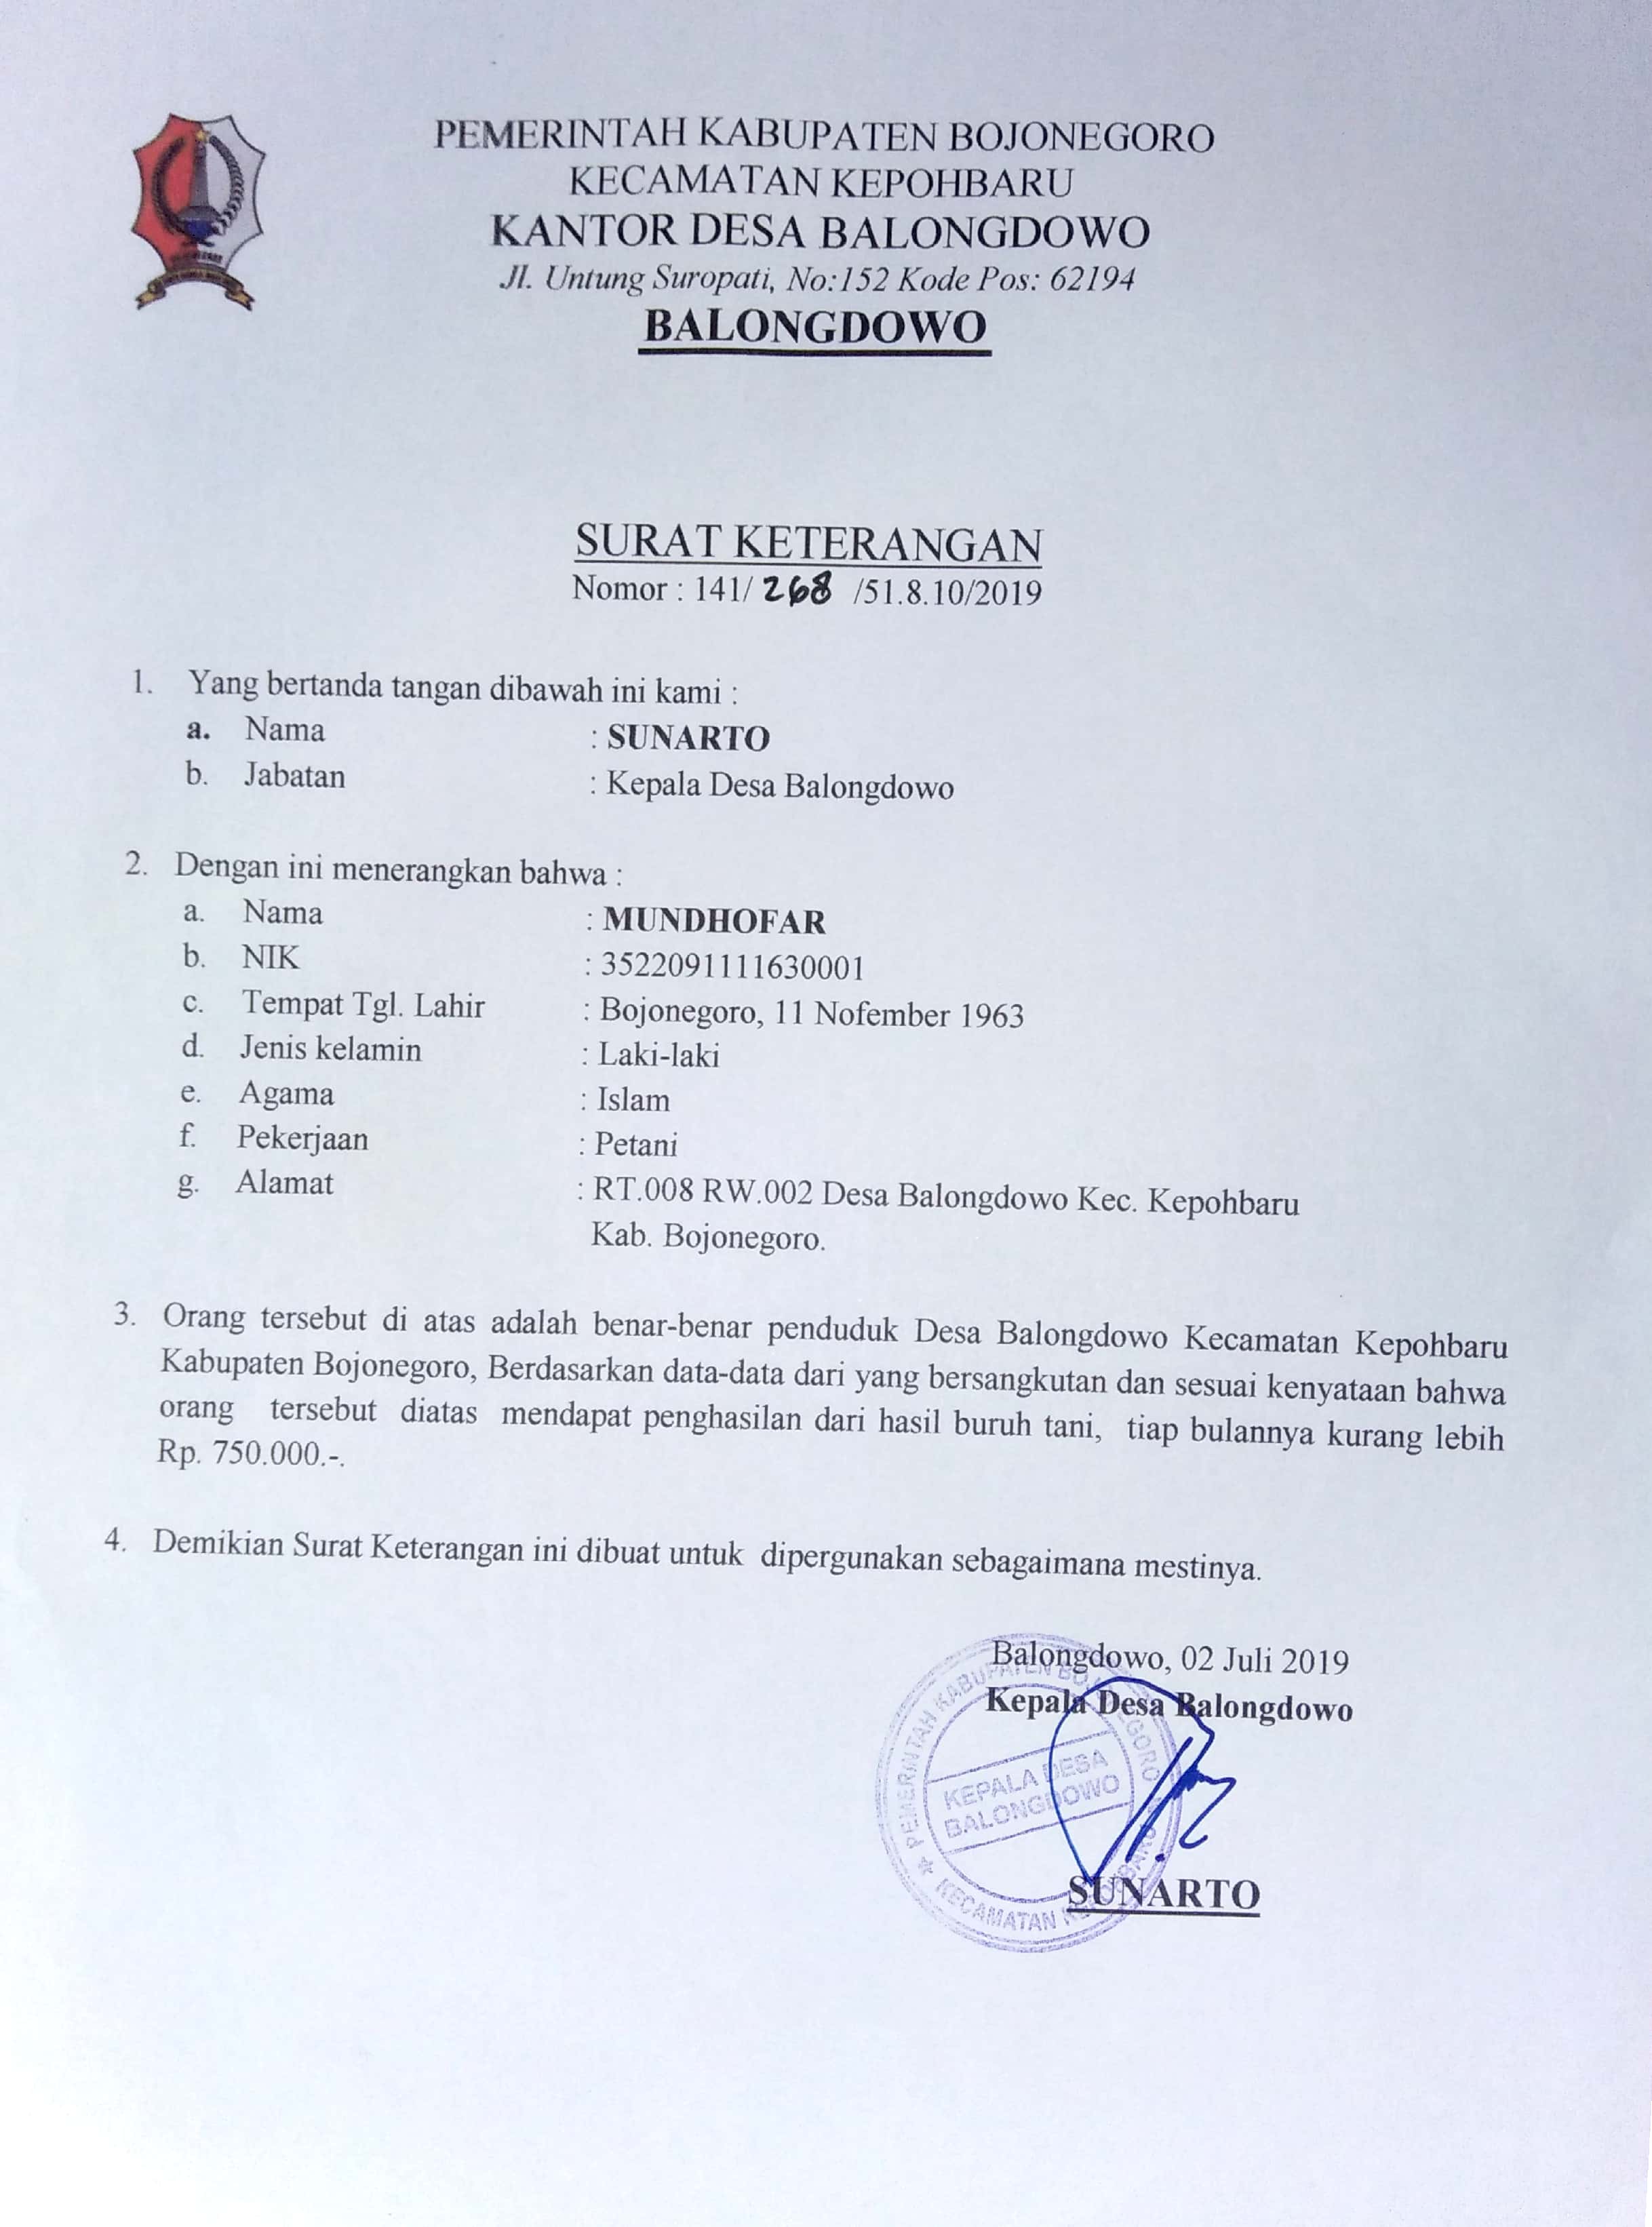 PEMERINTAH KABUPATEN BOJONEGORO
KECAMATAN KEPOHBARU
KANTOR DESA BALONGDOWO
Jl. Untung Suropati, No:152 Kode Pos: 62194
BALONGDOWO
SURAT KETERANGAN
Nomor : 141/ 268 /51.8.10/2019
1. Yang bertanda tangan dibawah ini kami :
a. Nama : SUNARTO
b. Jabatan : Kepala Desa Balongdowo
2. Dengan ini menerangkan bahwa :
a. Nama : MUNDHOFAR
b. NIK : 3522091111630001
c. Tempat Tgl. Lahir : Bojonegoro, 11 Nofember 1963
d. Jenis kelamin : Laki-laki
e. Agama : Islam
f. Pekerjaan : Petani
g. Alamat : RT.008 RW.002 Desa Balongdowo Kec. Kepohbaru
Kab. Bojonegoro.
3. Orang tersebut di atas adalah benar-benar penduduk Desa Balongdowo Kecamatan Kepohbaru
Kabupaten Bojonegoro, Berdasarkan data-data dari yang bersangkutan dan sesuai kenyataan bahwa
orang tersebut diatas mendapat penghasilan dari hasil buruh tani, tiap bulannya kurang lebih
Rp. 750.000.-.
4. Demikian Surat Keterangan ini dibuat untuk dipergunakan sebagaimana mestinya.
Balongdowo, 02 Juli 2019
Kepala Desa Balongdowo
PEMERINTAH KABUPATEN BOJONEGORO
KEPALA DESA
BALONGDOWO
KECAMATAN KEPOHBARU
SUNARTO